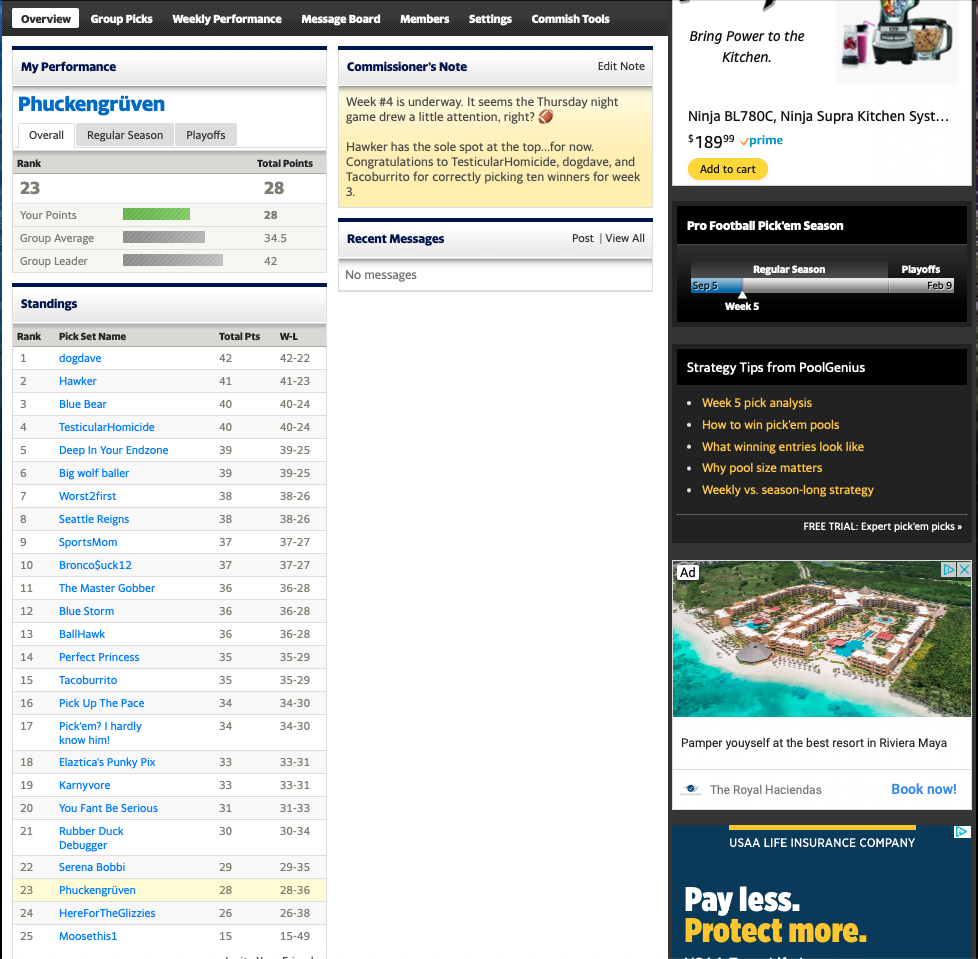 Overview Group Picks Weekly Performance Message Board Members Settings Commish Tools
My Performance
Phuckengrüven
Overall Regular Season Playoffs
Rank Total Points
23 28
Your Points 28
Group Average 34.5
Group Leader 42
Standings
Rank Pick Set Name Total Pts W-L
1 dogdave 42 42-22
2 Hawker 41 41-23
3 Blue Bear 40 40-24
4 TesticularHomicide 40 40-24
5 Deep In Your Endzone 39 39-25
6 Big wolf baller 39 39-25
7 Worst2first 38 38-26
8 Seattle Reigns 38 38-26
9 SportsMom 37 37-27
10 Bronco$uck12 37 37-27
11 The Master Gobber 36 36-28
12 Blue Storm 36 36-28
13 BallHawk 36 36-28
14 Perfect Princess 35 35-29
15 Tacoburrito 35 35-29
16 Pick Up The Pace 34 34-30
17 Pick'em? I hardly 34 34-30
know him!
18 Elaztica's Punky Pix 33 33-31
19 Karnyvore 33 33-31
20 You Fant Be Serious 31 31-33
21 Rubber Duck 30 30-34
Debugger
22 Serena Bobbi 29 29-35
23 Phuckengrüven 28 28-36
24 HereForTheGlizzies 26 26-38
25 Moosethis1 15 15-49
Commissioner's Note Edit Note
Week #4 is underway. It seems the Thursday night
game drew a little attention, right? 🏈
Hawker has the sole spot at the top...for now.
Congratulations to TesticularHomicide, dogdave, and
Tacoburrito for correctly picking ten winners for week
3.
Recent Messages Post | View All
No messages
Bring Power to the
Kitchen.
Ninja BL780C, Ninja Supra Kitchen Syst...
$189⁹⁹ prime
Add to cart
Pro Football Pick'em Season
Regular Season Playoffs
Sep 5 Feb 9
Week 5
Strategy Tips from PoolGenius
• Week 5 pick analysis
• How to win pick'em pools
• What winning entries look like
• Why pool size matters
• Weekly vs. season-long strategy
FREE TRIAL: Expert pick'em picks »
Ad
Pamper youyself at the best resort in Riviera Maya
The Royal Haciendas Book now!
USAA LIFE INSURANCE COMPANY
Pay less.
Protect more.